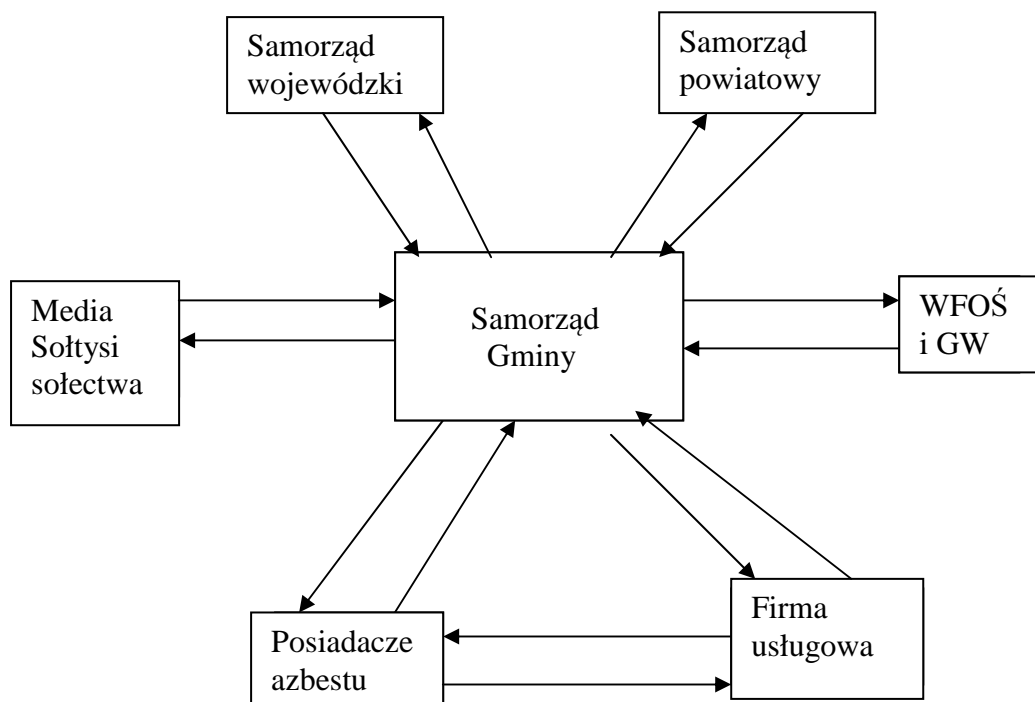 Samorząd
wojewódzki
Samorząd
powiatowy
Media
Sołtysi
sołectwa
Samorząd
Gminy
WFOŚ
i GW
Posiadacze
azbestu
Firma
usługowa